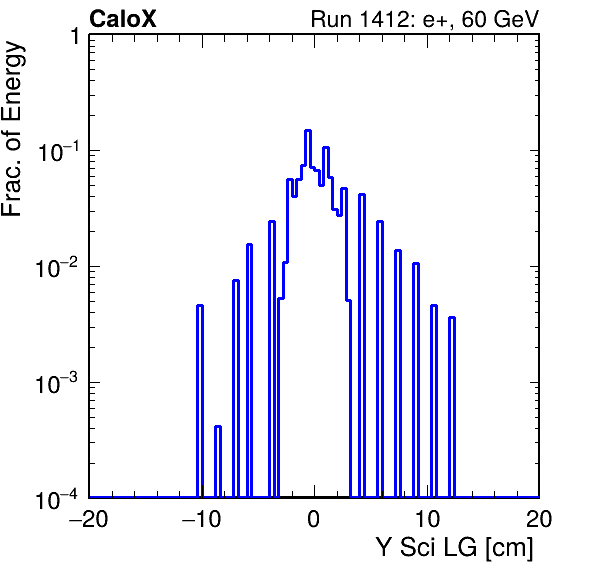 CaloX Run 1412: e+, 60 GeV
Frac. of Energy
1
10⁻¹
10⁻²
10⁻³
10⁻⁴
−20 −10 0 10 20
Y Sci LG [cm]